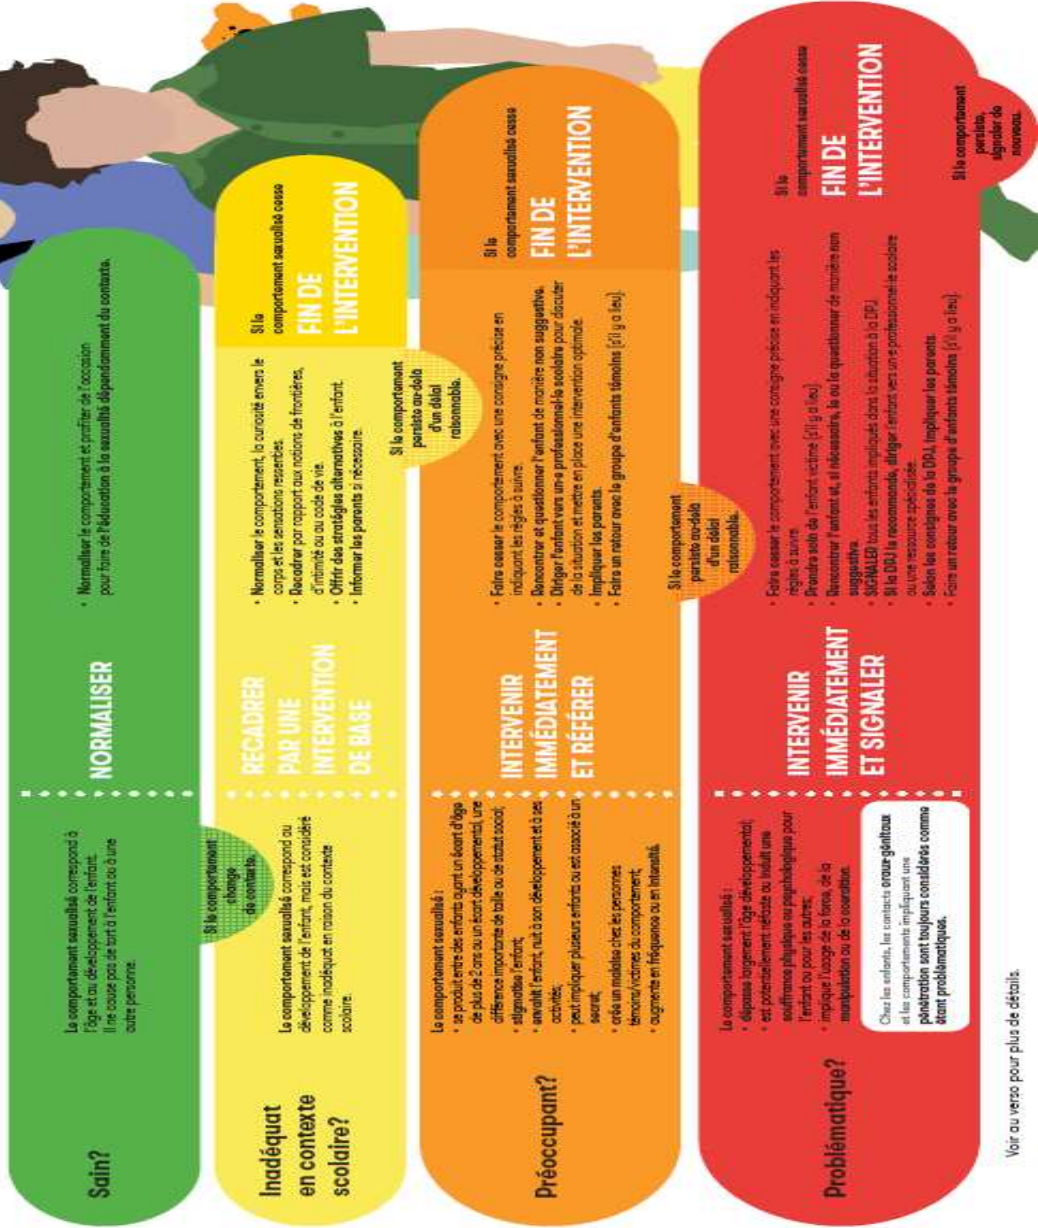 Sain?
Le comportement sexualisé correspond à
l'âge et au développement de l'enfant.
Il ne cause pas de tort à l'enfant ou à une
autre personne.
NORMALISER
• Normaliser le comportement et profiter de l'occasion
pour faire de l'éducation à la sexualité dépendamment du contexte.
Si le comportement
change
de contexte.
Inadéquat
en contexte
scolaire?
Le comportement sexualisé correspond au
développement de l'enfant, mais est considéré
comme inadéquat en raison du contexte
scolaire.
RECADRER
PAR UNE
INTERVENTION
DE BASE
• Normaliser le comportement, la curiosité envers le
corps et les sensations ressenties.
• Recadrer par rapport aux notions de frontières,
d'intimité ou au code de vie.
• Offrir des stratégies alternatives à l'enfant.
• Informer les parents si nécessaire.
Si le
comportement sexualisé cesse
FIN DE
L'INTERVENTION
Si le comportement
persiste au-delà
d'un délai
raisonnable.
Préoccupant?
Le comportement sexualisé :
• se produit entre des enfants ayant un écart d'âge
de plus de 2 ans ou un écart développemental, une
différence importante de taille ou de statut social;
• stigmatise l'enfant;
• envahit l'enfant, nuit à son développement et à ses
activités;
• peut impliquer plusieurs enfants ou est associé à un
secret;
• crée un malaise chez les personnes
témoins/victimes du comportement;
• augmente en fréquence ou en intensité.
INTERVENIR
IMMÉDIATEMENT
ET RÉFÉRER
• Faire cesser le comportement avec une consigne précise en
indiquant les règles à suivre.
• Rencontrer et questionner l'enfant de manière non suggestive.
• Diriger l'enfant vers un·e professionnel·le scolaire pour discuter
de la situation et mettre en place une intervention optimale.
• Impliquer les parents.
• Faire un retour avec le groupe d'enfants témoins (s'il y a lieu).
Si le
comportement sexualisé cesse
FIN DE
L'INTERVENTION
Si le comportement
persiste au-delà
d'un délai
raisonnable.
Problématique?
Le comportement sexualisé :
• dépasse largement l'âge développemental;
• est potentiellement néfaste ou induit une
souffrance physique ou psychologique pour
l'enfant ou pour les autres;
• implique l'usage de la force, de la
manipulation ou de la coercition.
Chez les enfants, les contacts oraux-génitaux
et les comportements impliquant une
pénétration sont toujours considérés comme
étant problématiques.
INTERVENIR
IMMÉDIATEMENT
ET SIGNALER
• Faire cesser le comportement avec une consigne précise en indiquant les
règles à suivre.
• Prendre soin de l'enfant victime (s'il y a lieu).
• Rencontrer l'enfant et, si nécessaire, le ou la questionner de manière non
suggestive.
• SIGNALER tous les enfants impliqués dans la situation à la DPJ.
• Si la DPJ le recommande, diriger l'enfant vers un·e professionnel·le scolaire
ou une ressource spécialisée.
• Selon les consignes de la DPJ, impliquer les parents.
• Faire un retour avec le groupe d'enfants témoins (s'il y a lieu).
Si le
comportement sexualisé cesse
FIN DE
L'INTERVENTION
Si le comportement
persiste,
signaler de
nouveau.
Voir au verso pour plus de détails.